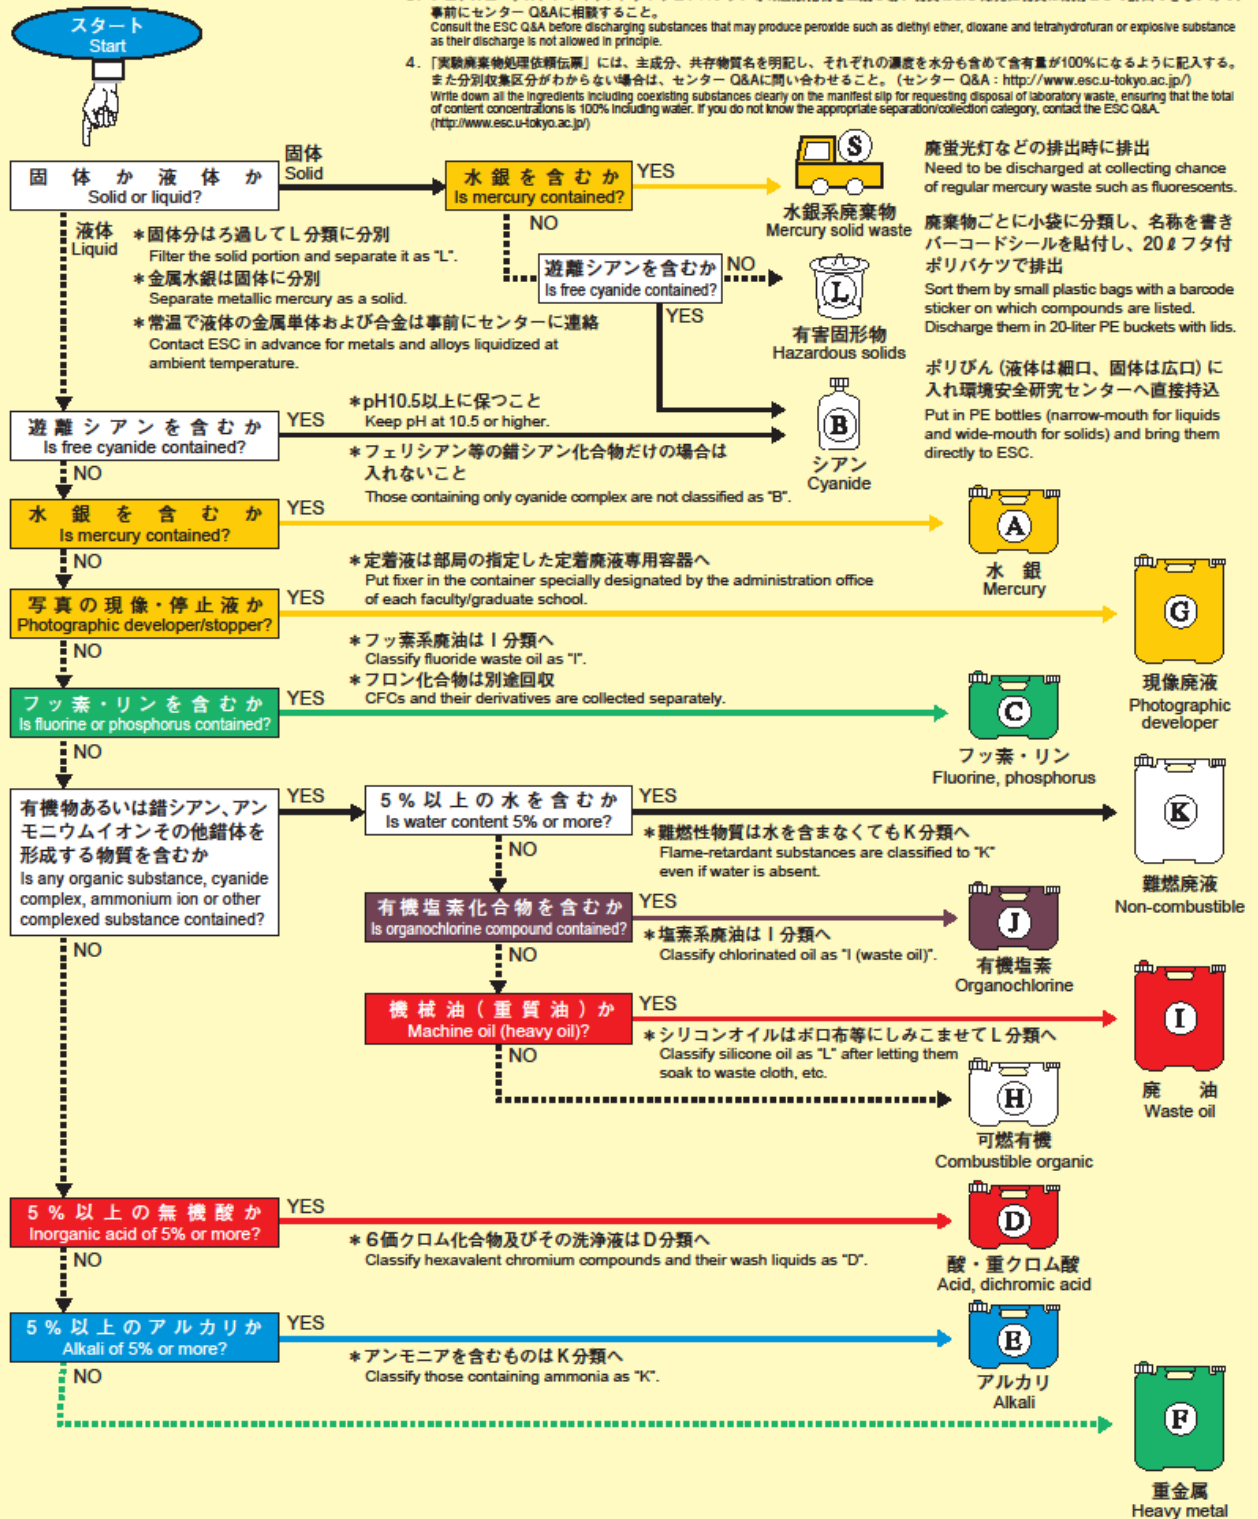 事前にセンター Q&Aに相談すること。
Consult the ESC Q&A before discharging substances that may produce peroxide such as diethyl ether, dioxane and tetrahydrofuran or explosive substance
as their discharge is not allowed in principle.
4．「実験廃棄物処理依頼伝票」には、主成分、共存物質名を明記し、それぞれの濃度を水分も含めて含有量が100%になるように記入する。
また分別収集区分がわからない場合は、センター Q&Aに問い合わせること。（センター Q&A：http://www.esc.u-tokyo.ac.jp/)
Write down all the ingredients including coexisting substances clearly on the manifest slip for requesting disposal of laboratory waste, ensuring that the total
of content concentrations is 100% including water. If you do not know the appropriate separation/collection category, contact the ESC Q&A.
(http://www.esc.u-tokyo.ac.jp/)
スタート
Start
固体か液体か
Solid or liquid?
固体
Solid
水銀を含むか
Is mercury contained?
YES
S
水銀系廃棄物
Mercury solid waste
廃蛍光灯などの排出時に排出
Need to be discharged at collecting chance
of regular mercury waste such as fluorescents.
液体
Liquid
＊固体分はろ過してL分類に分別
Filter the solid portion and separate it as "L".
＊金属水銀は固体に分別
Separate metallic mercury as a solid.
＊常温で液体の金属単体および合金は事前にセンターに連絡
Contact ESC in advance for metals and alloys liquidized at
ambient temperature.
NO
遊離シアンを含むか
Is free cyanide contained?
NO
YES
L
有害固形物
Hazardous solids
廃棄物ごとに小袋に分類し、名称を書き
バーコードシールを貼付し、20ℓフタ付
ポリバケツで排出
Sort them by small plastic bags with a barcode
sticker on which compounds are listed.
Discharge them in 20-liter PE buckets with lids.
遊離シアンを含むか
Is free cyanide contained?
YES
＊pH10.5以上に保つこと
Keep pH at 10.5 or higher.
＊フェリシアン等の錯シアン化合物だけの場合は
入れないこと
Those containing only cyanide complex are not classified as "B".
B
シアン
Cyanide
ポリびん（液体は細口、固体は広口）に
入れ環境安全研究センターへ直接持込
Put in PE bottles (narrow-mouth for liquids
and wide-mouth for solids) and bring them
directly to ESC.
NO
水銀を含むか
Is mercury contained?
YES
A
水銀
Mercury
NO
写真の現像・停止液か
Photographic developer/stopper?
YES
＊定着液は部局の指定した定着廃液専用容器へ
Put fixer in the container specially designated by the administration office
of each faculty/graduate school.
G
現像廃液
Photographic
developer
NO
フッ素・リンを含むか
Is fluorine or phosphorus contained?
YES
＊フッ素系廃油はI分類へ
Classify fluoride waste oil as "I".
＊フロン化合物は別途回収
CFCs and their derivatives are collected separately.
C
フッ素・リン
Fluorine, phosphorus
NO
有機物あるいは錯シアン、アン
モニウムイオンその他錯体を
形成する物質を含むか
Is any organic substance, cyanide
complex, ammonium ion or other
complexed substance contained?
YES
5%以上の水を含むか
Is water content 5% or more?
YES
＊難燃性物質は水を含まなくてもK分類へ
Flame-retardant substances are classified to "K"
even if water is absent.
K
難燃廃液
Non-combustible
NO
有機塩素化合物を含むか
Is organochlorine compound contained?
YES
＊塩素系廃油はI分類へ
Classify chlorinated oil as "I (waste oil)".
J
有機塩素
Organochlorine
NO
機械油（重質油）か
Machine oil (heavy oil)?
YES
＊シリコンオイルはボロ布等にしみこませてL分類へ
Classify silicone oil as "L" after letting them
soak to waste cloth, etc.
I
廃油
Waste oil
NO
H
可燃有機
Combustible organic
NO
5%以上の無機酸か
Inorganic acid of 5% or more?
YES
＊6価クロム化合物及びその洗浄液はD分類へ
Classify hexavalent chromium compounds and their wash liquids as "D".
D
酸・重クロム酸
Acid, dichromic acid
NO
5%以上のアルカリか
Alkali of 5% or more?
YES
＊アンモニアを含むものはK分類へ
Classify those containing ammonia as "K".
E
アルカリ
Alkali
NO
F
重金属
Heavy metal